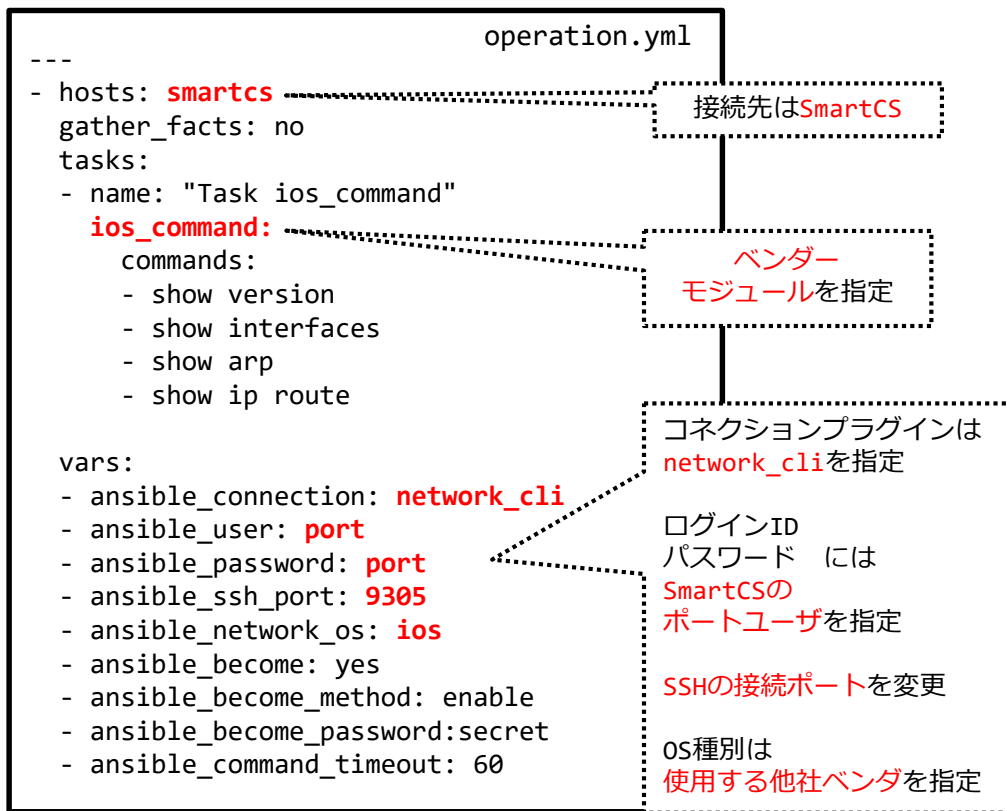 operation.yml
---
- hosts: smartcs
gather_facts: no
tasks:
- name: "Task ios_command"
ios_command:
commands:
- show version
- show interfaces
- show arp
- show ip route
vars:
- ansible_connection: network_cli
- ansible_user: port
- ansible_password: port
- ansible_ssh_port: 9305
- ansible_network_os: ios
- ansible_become: yes
- ansible_become_method: enable
- ansible_become_password:secret
- ansible_command_timeout: 60
接続先はSmartCS
ベンダー
モジュールを指定
コネクションプラグインは
network_cliを指定
ログインID
パスワード　には
SmartCSの
ポートユーザを指定
SSHの接続ポートを変更
OS種別は
使用する他社ベンダを指定